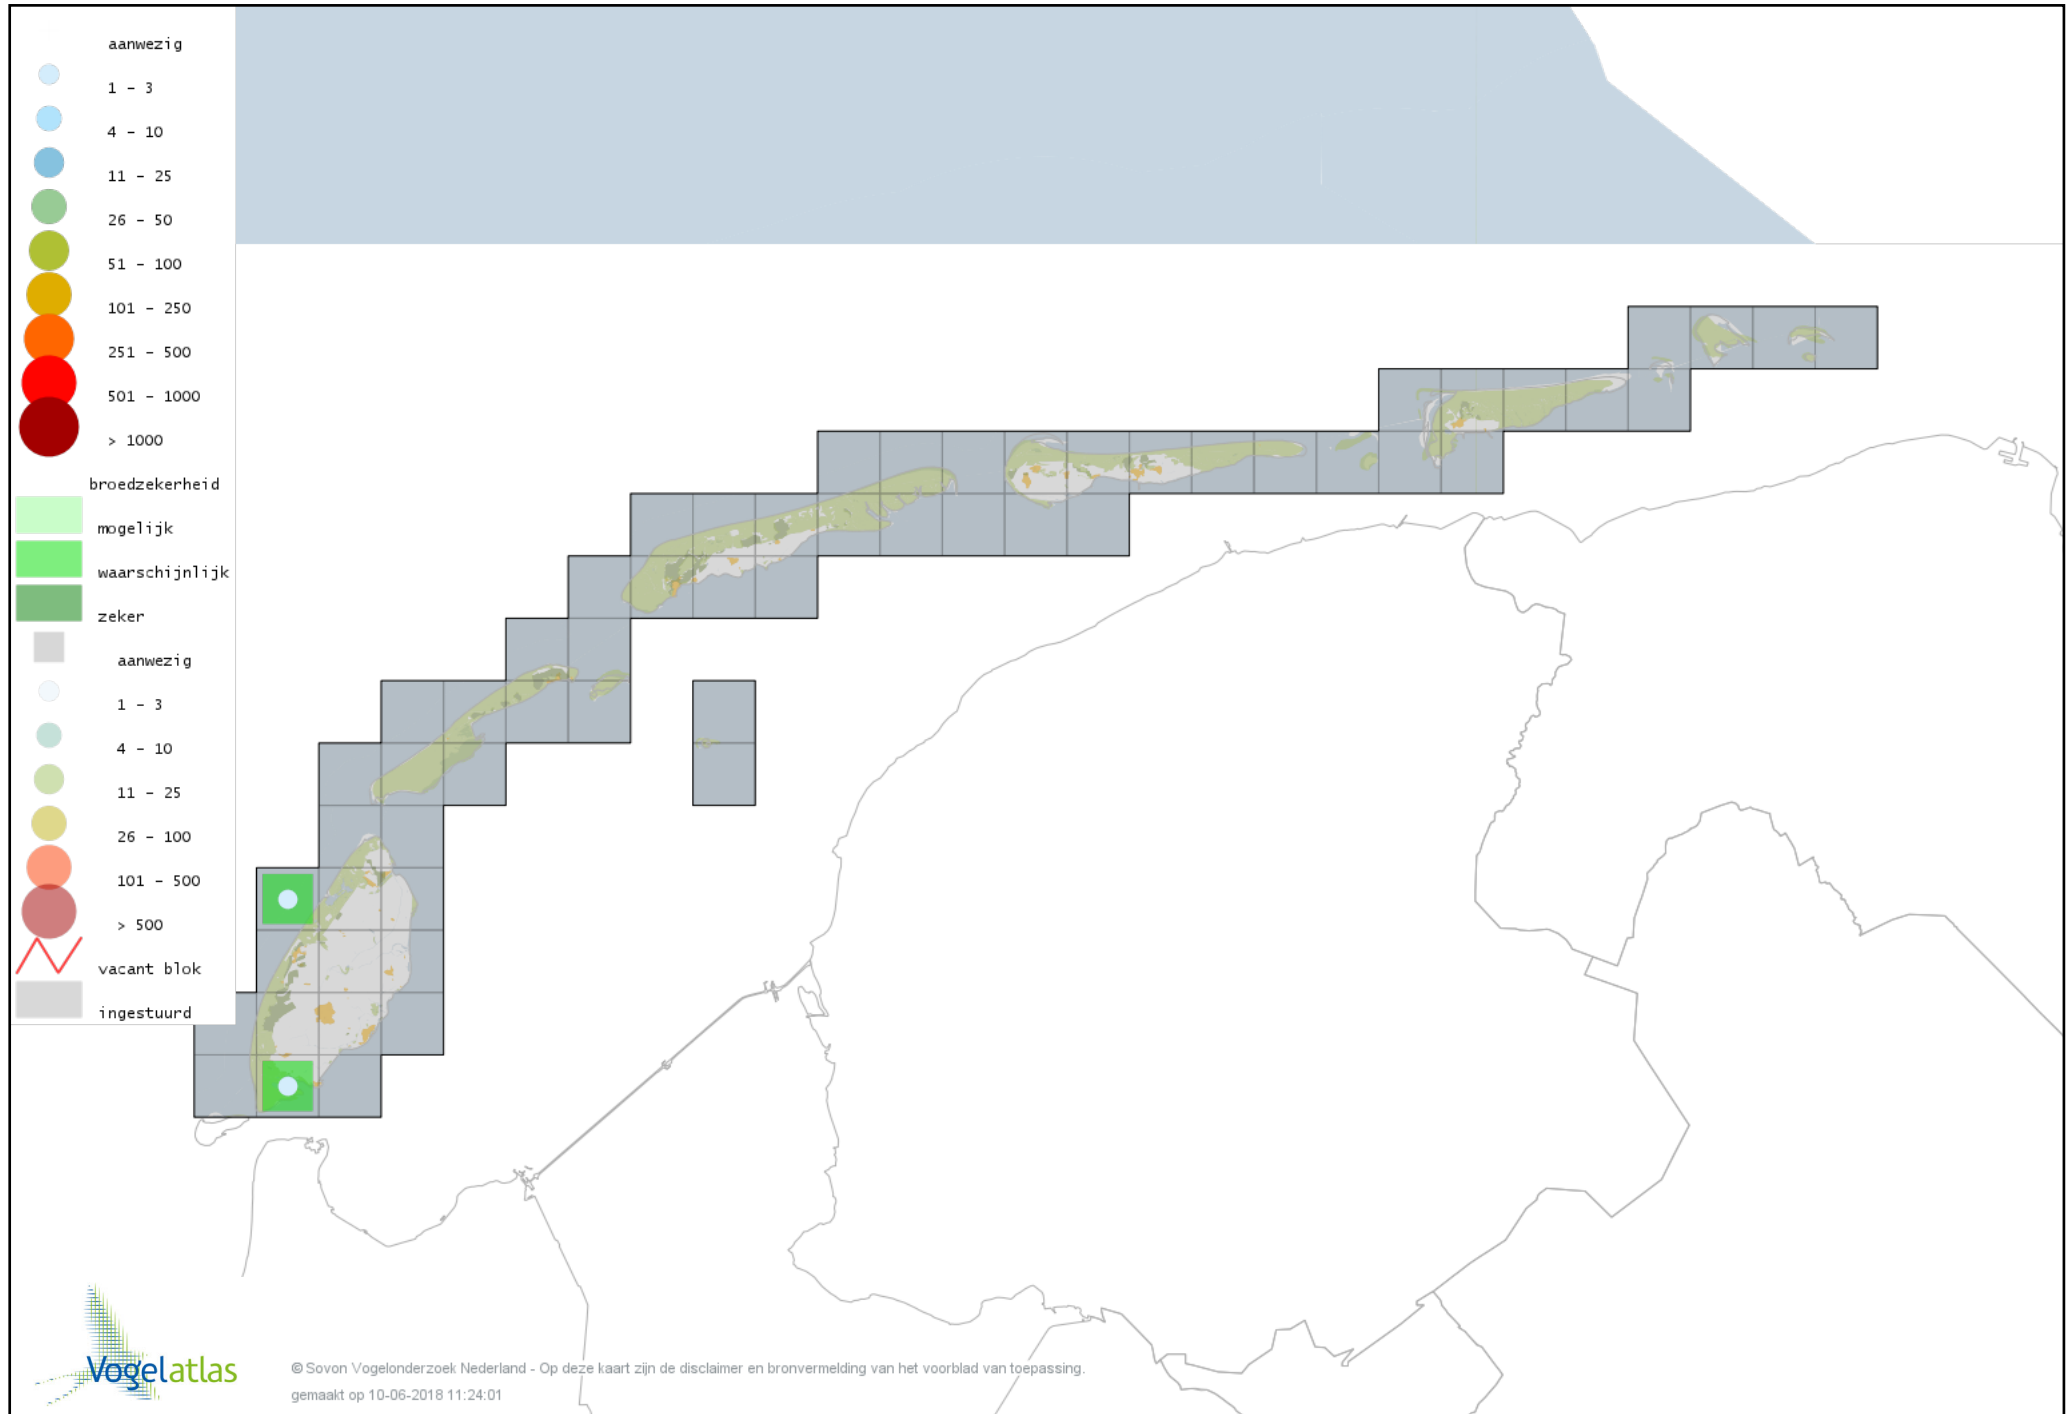 aanwezig
1 - 3
4 - 10
11 - 25
26 - 50
51 - 100
101 - 250
251 - 500
501 - 1000
> 1000
broedzekerheid
mogelijk
waarschijnlijk
zeker
aanwezig
1 - 3
4 - 10
11 - 25
26 - 100
101 - 500
> 500
vacant blok
ingestuurd
Vogelatlas
© Sovon Vogelonderzoek Nederland - Op deze kaart zijn de disclaimer en bronvermelding van het voorblad van toepassing.
gemaakt op 10-06-2018 11:24:01